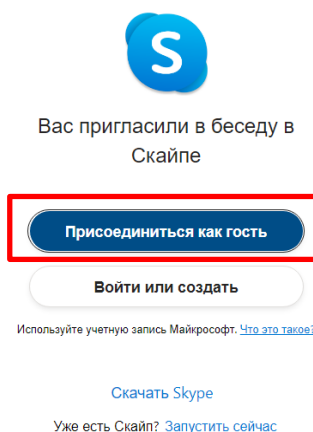 S
Вас пригласили в беседу в
Скайпе
Присоединиться как гость
Войти или создать
Используйте учетную запись Майкрософт. Что это такое?
Скачать Skype
Уже есть Скайп? Запустить сейчас